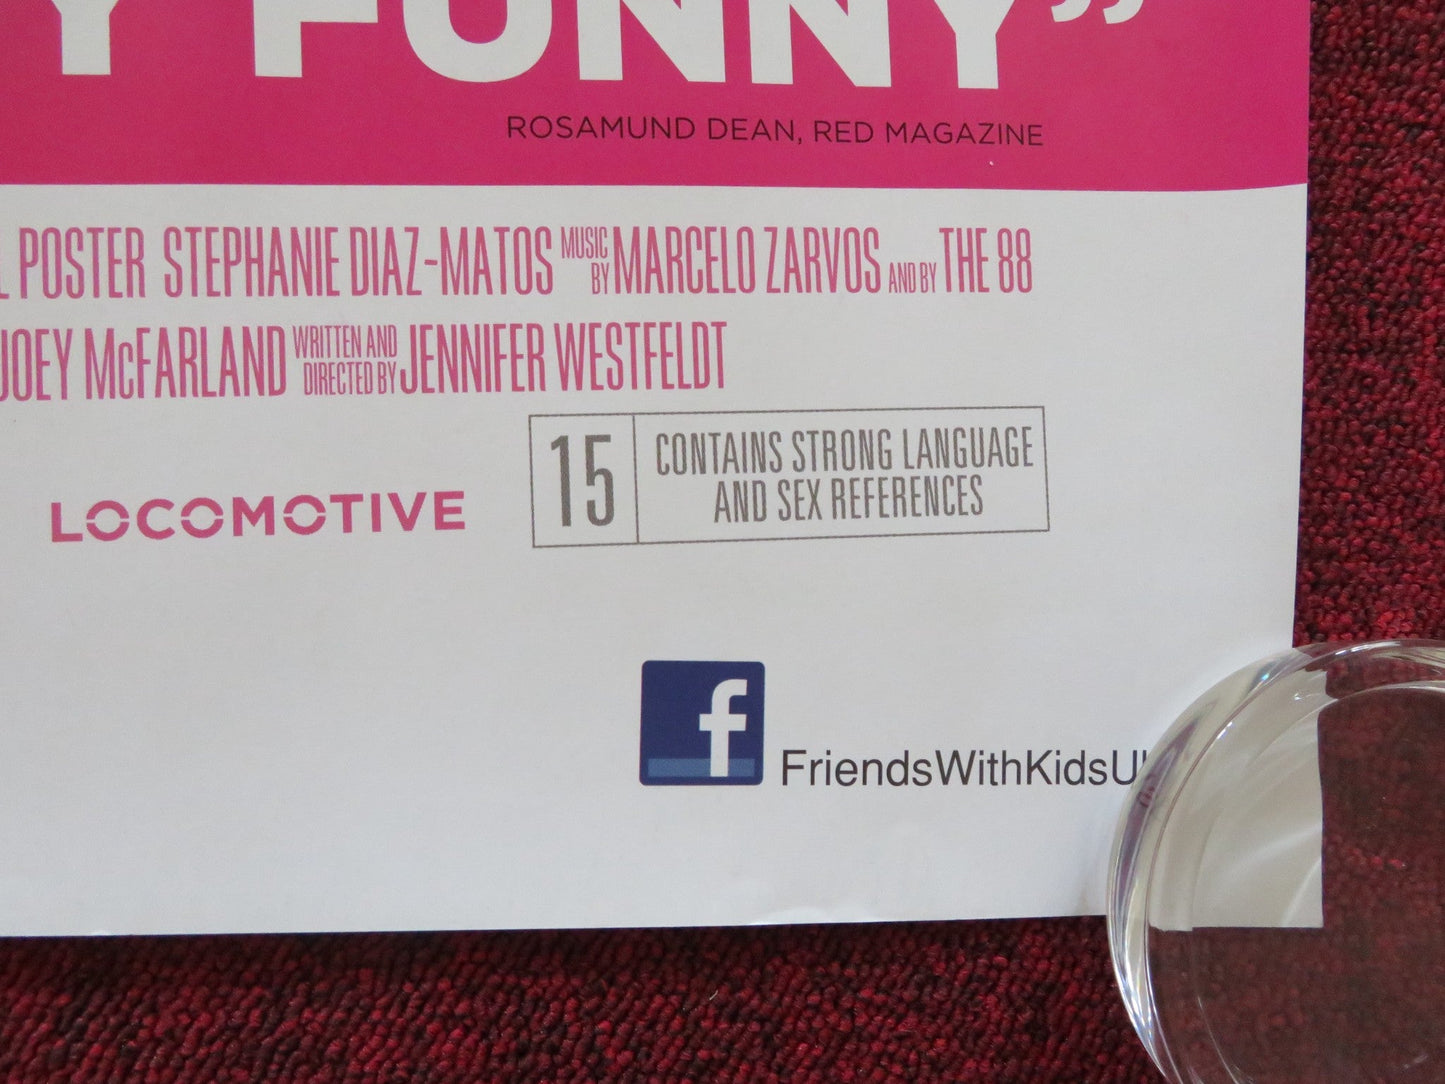 Y FUNNY”
ROSAMUND DEAN, RED MAGAZINE
L POSTER STEPHANIE DIAZ-MATOS MUSIC BY MARCELO ZARVOS AND BY THE 88
JOEY McFARLAND WRITTEN AND DIRECTED BY JENNIFER WESTFELDT
15 CONTAINS STRONG LANGUAGE
AND SEX REFERENCES
LOCOMOTIVE
f